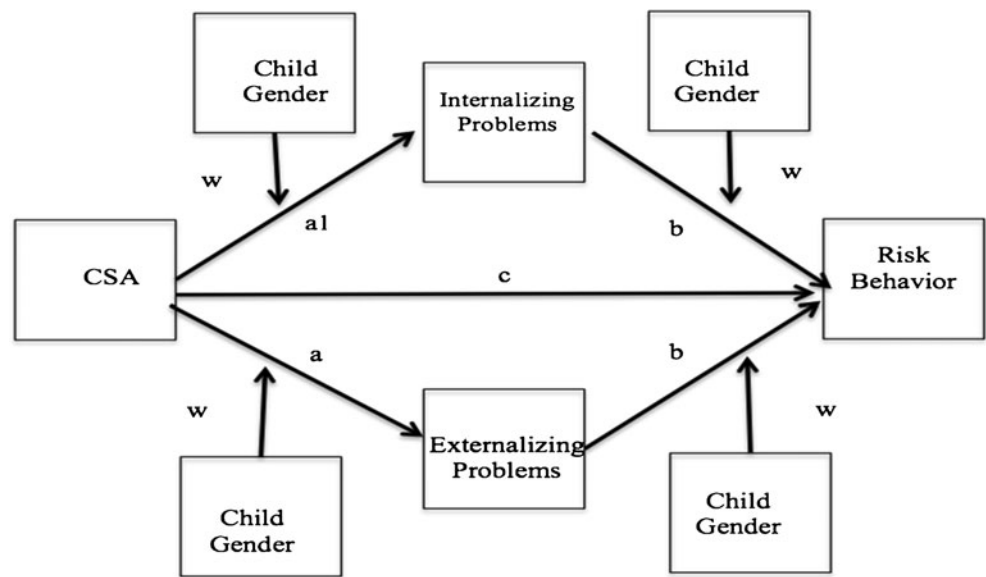 Child
Gender
Internalizing
Problems
Child
Gender
w
w
a1
b
CSA
c
Risk
Behavior
a
b
w
w
Externalizing
Problems
Child
Gender
Child
Gender